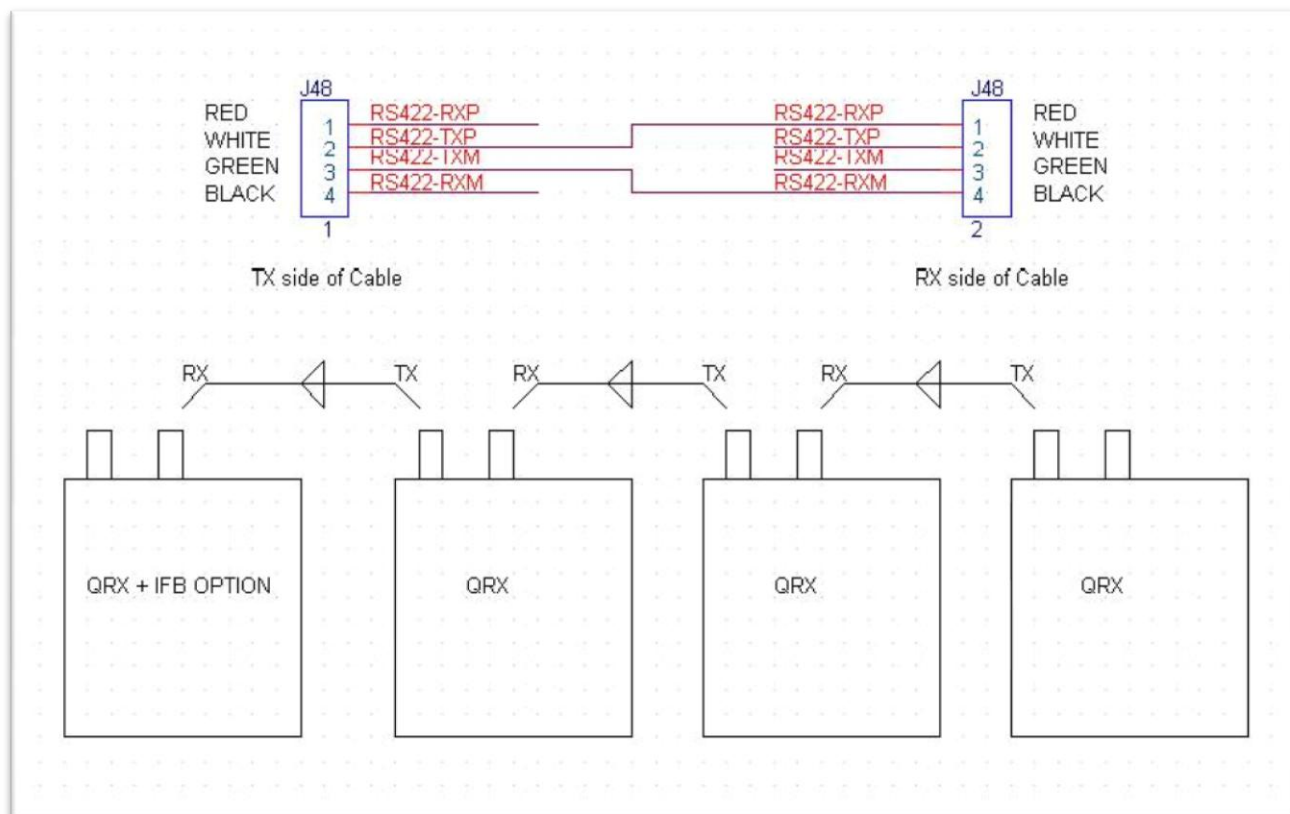 J48 J48
RED 1 RS422-RXP RS422-RXP 1 RED
WHITE 2 RS422-TXP RS422-TXP 2 WHITE
GREEN 3 RS422-TXM RS422-TXM 3 GREEN
BLACK 4 RS422-RXM RS422-RXM 4 BLACK
1 2
TX side of Cable RX side of Cable
RX TX RX TX RX TX
QRX + IFB OPTION QRX QRX QRX